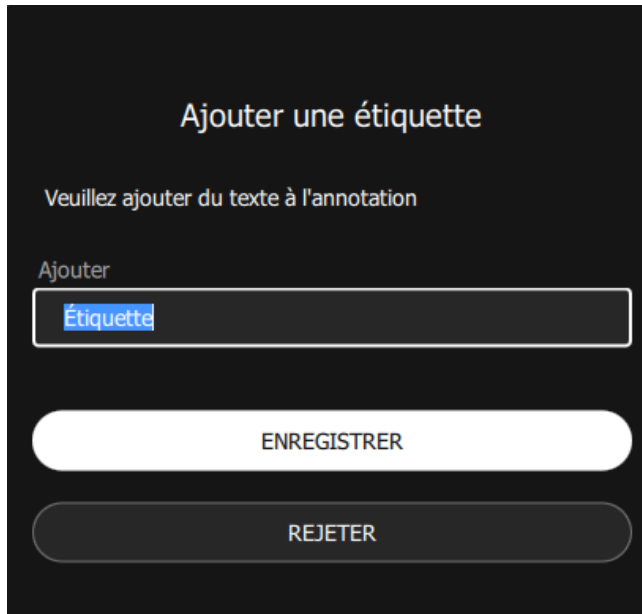 Ajouter une étiquette
Veuillez ajouter du texte à l'annotation
Ajouter
Étiquette
ENREGISTRER
REJETER